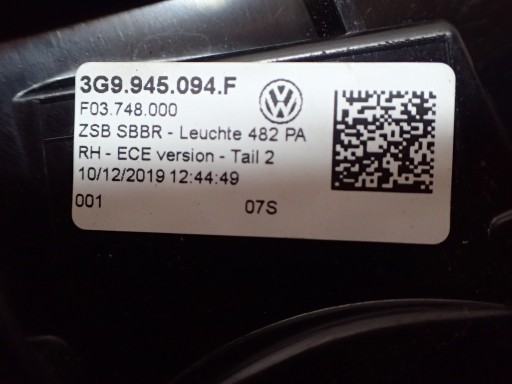 3G9.945.094.F
F03.748.000
ZSB SBBR - Leuchte 482 PA
RH - ECE version - Tail 2
10/12/2019 12:44:49
001 07S